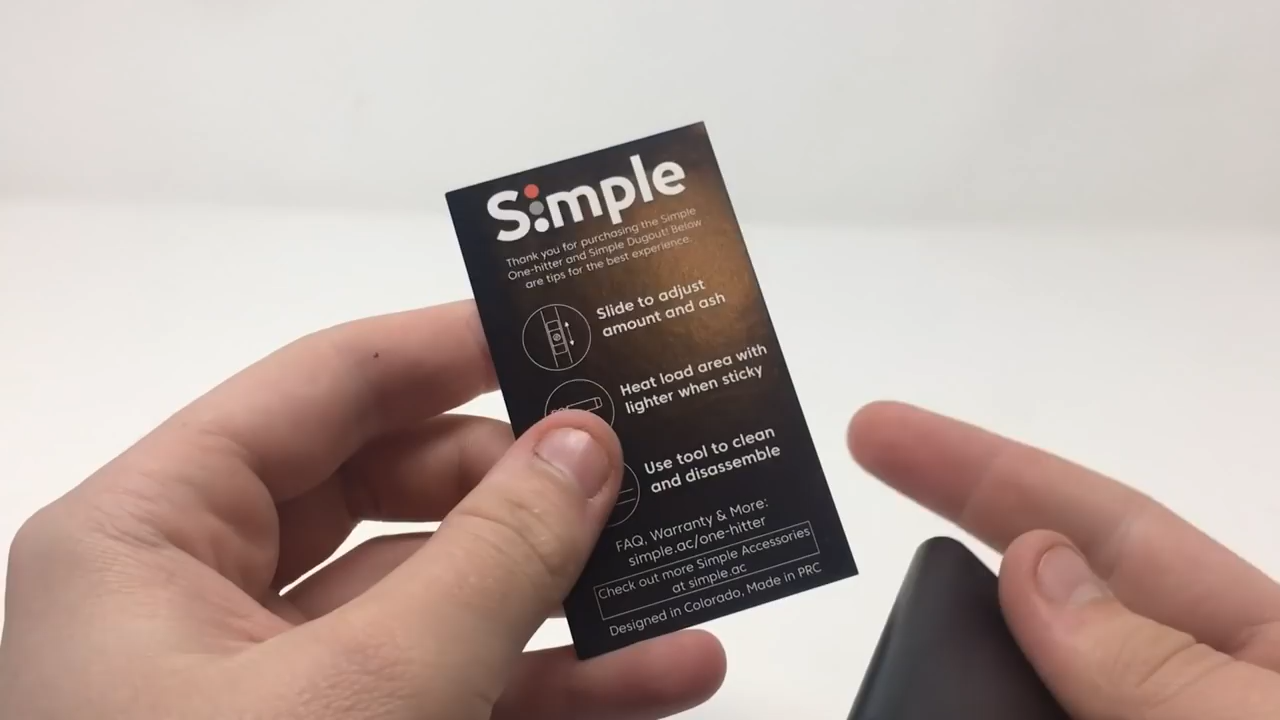 Simple
Thank you for purchasing the Simple
One-hitter and Simple Dugout! Below
are tips for the best experience.
Slide to adjust
amount and ash
Heat load area with
lighter when sticky
Use tool to clean
and disassemble
FAQ, Warranty & More:
simple.ac/one-hitter
Check out more Simple Accessories
at simple.ac
Designed in Colorado, Made in PRC